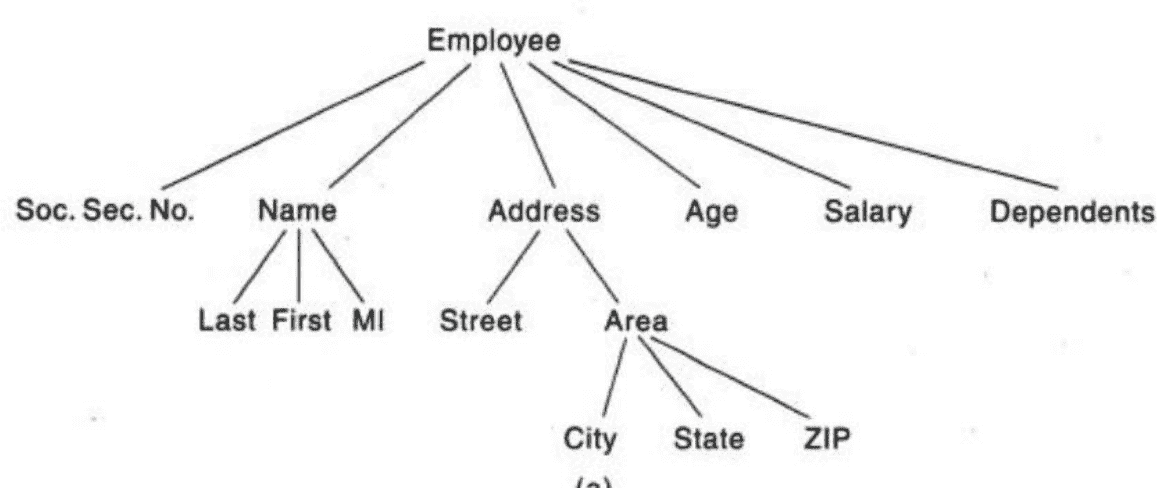 Employee
Soc. Sec. No. Name Address Age Salary Dependents
Last First MI Street Area
City State ZIP
(a)